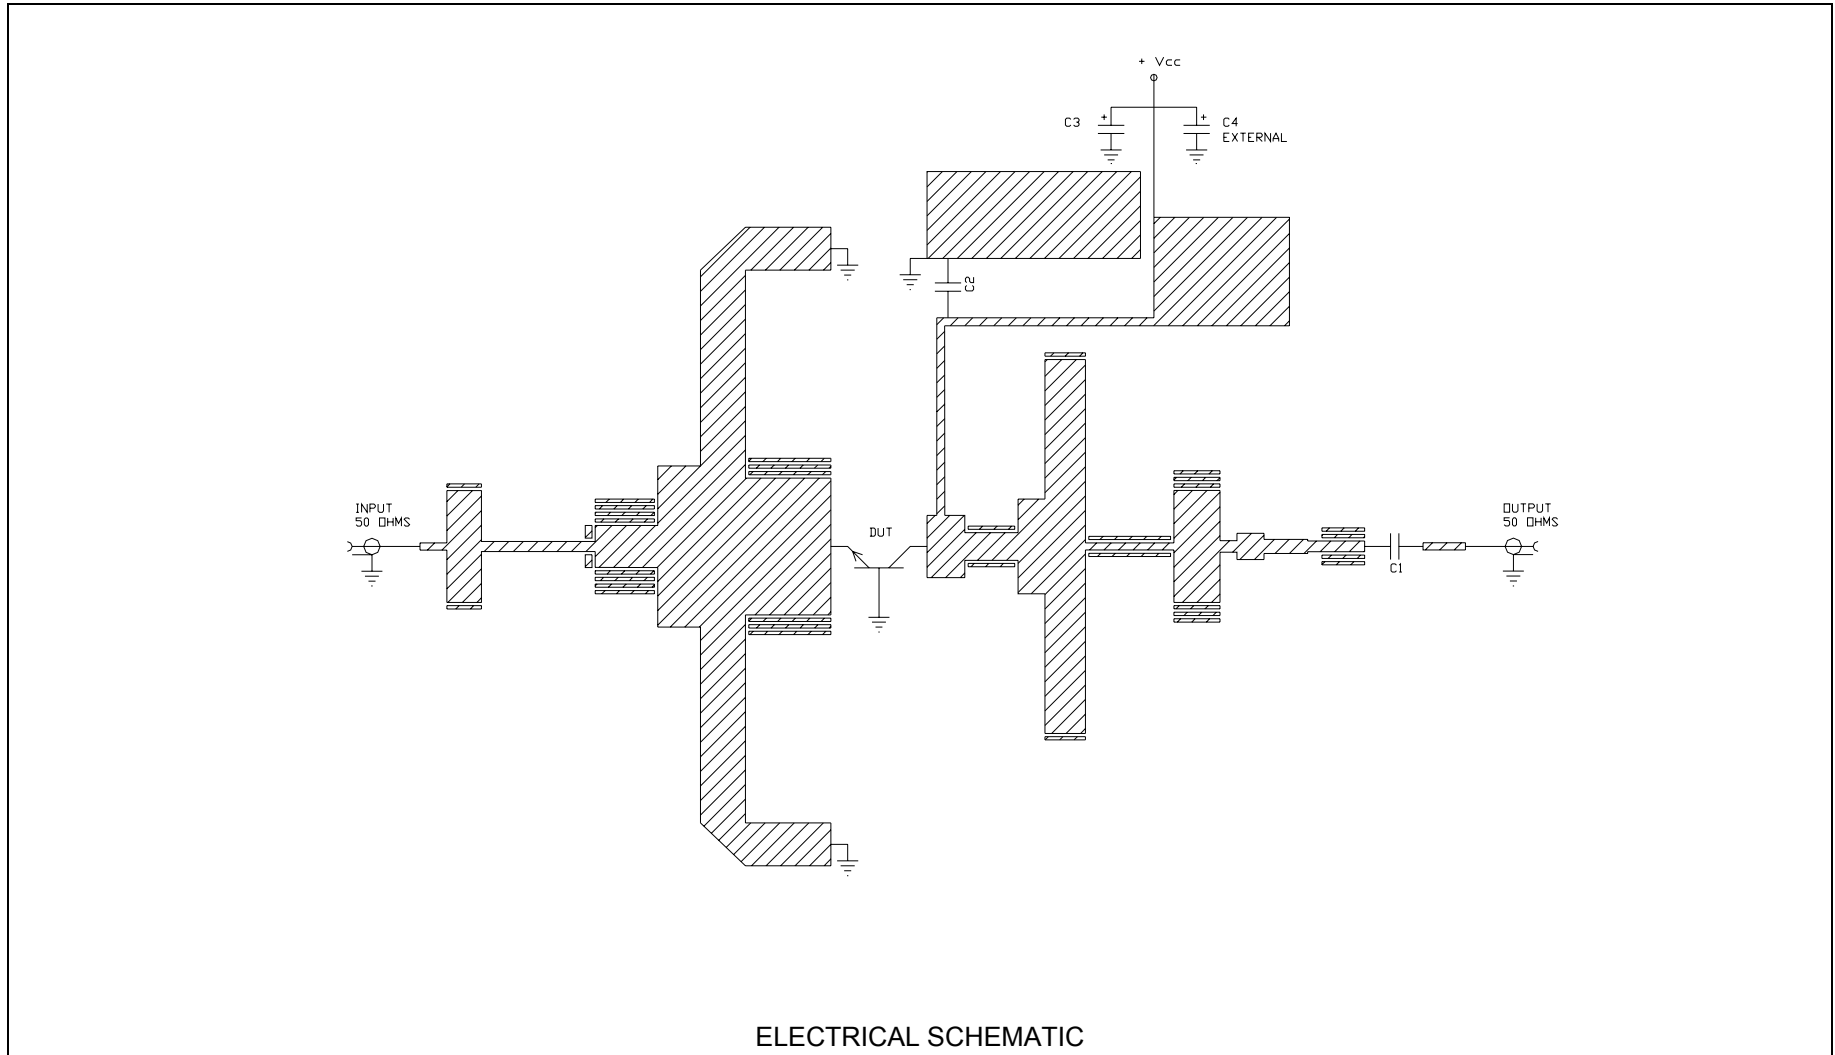 + Vcc
C3
+
+
C4
EXTERNAL
C2
INPUT
50 OHMS
DUT
OUTPUT
50 OHMS
C1
ELECTRICAL SCHEMATIC